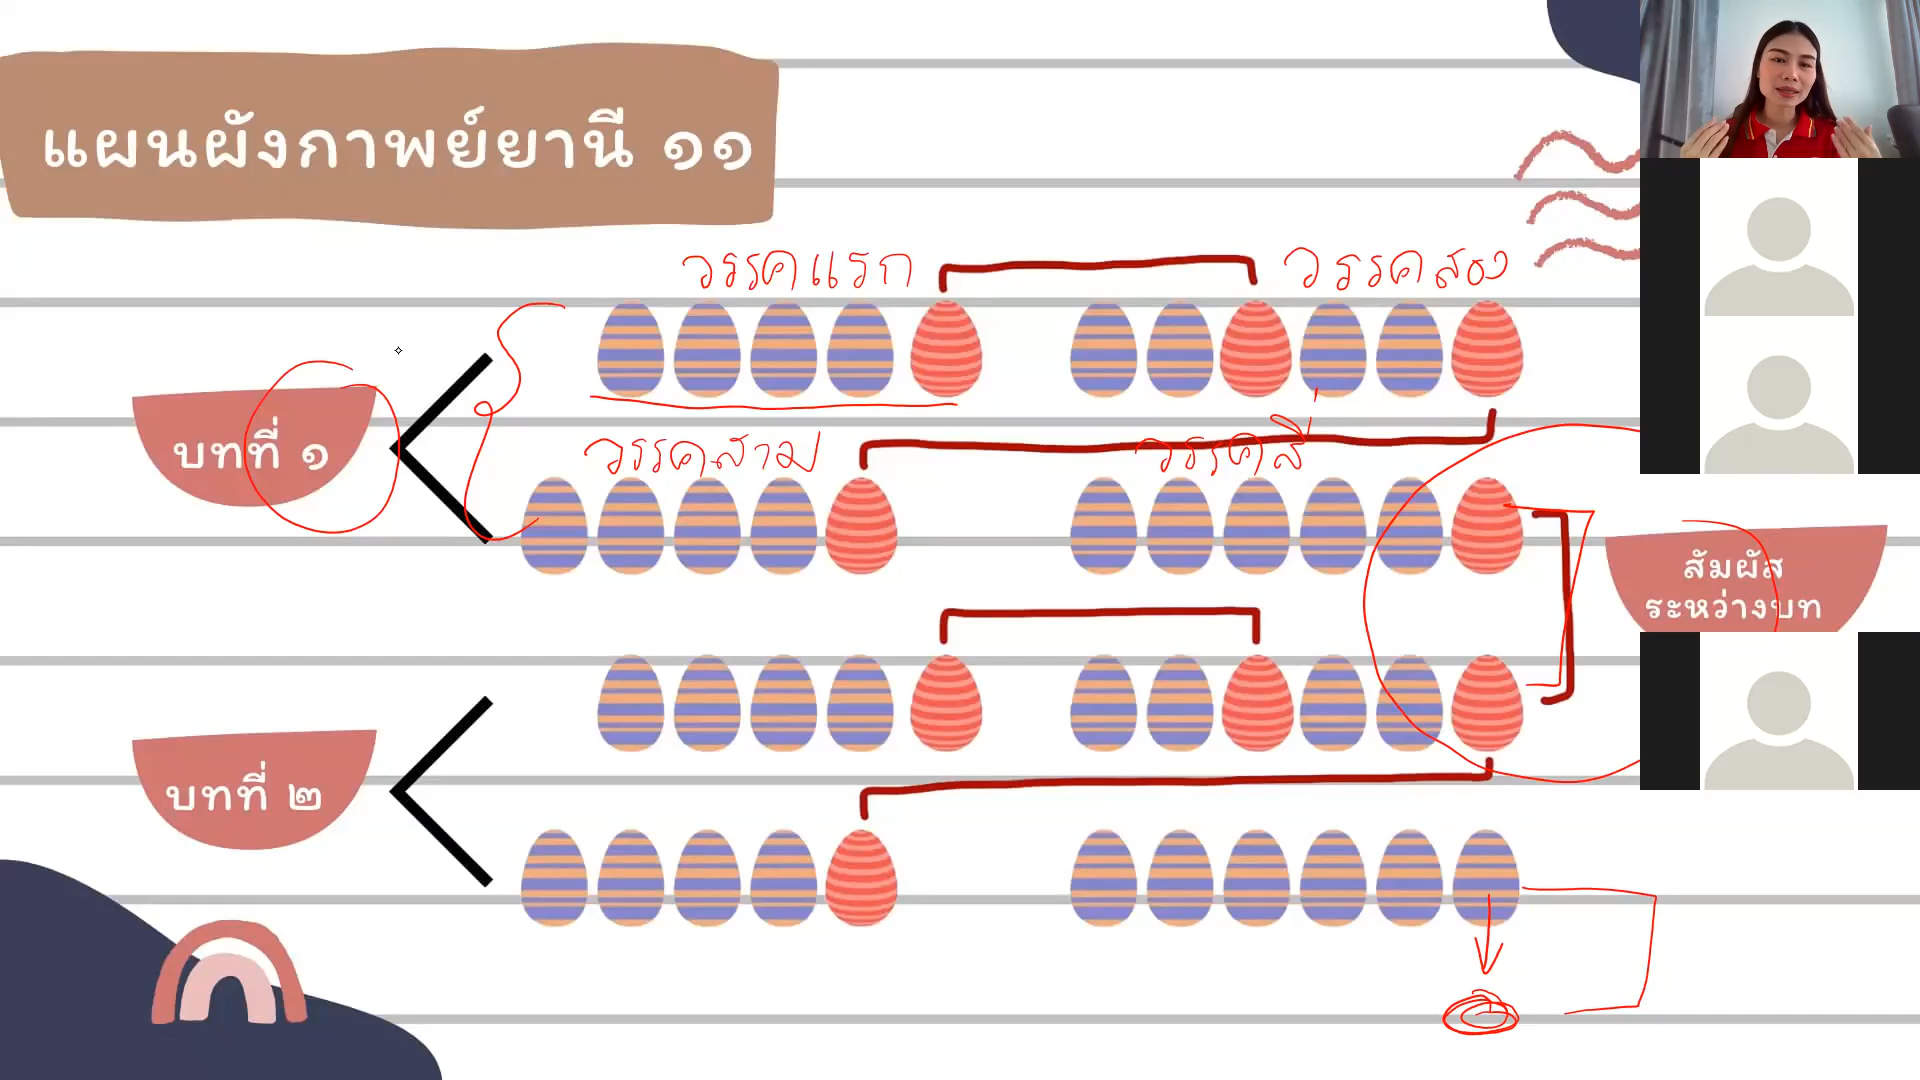 แผนผังกาพย์ยานี ๑๑
วรรคแรก
วรรคสอง
บทที่ ๑
วรรคสาม
วรรคสี่
สัมผัส
ระหว่างบท
บทที่ ๒